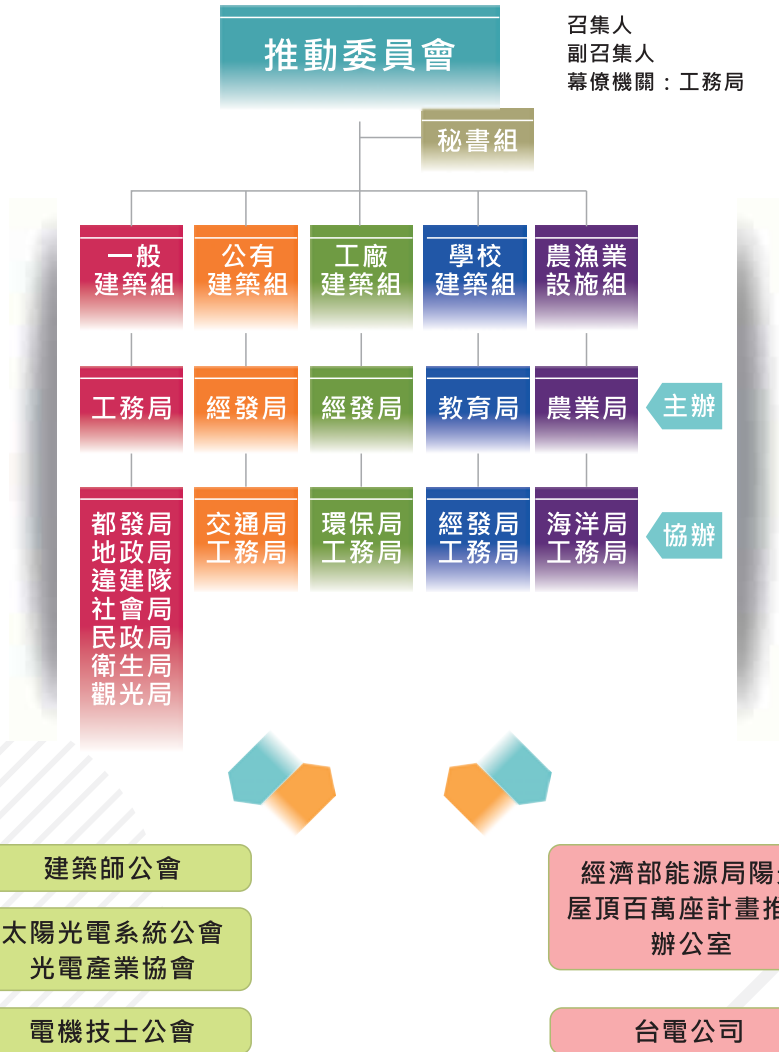 推動委員會
召集人
副召集人
幕僚機關：工務局
秘書組
一般
建築組
公有
建築組
工廠
建築組
學校
建築組
農漁業
設施組
工務局
經發局
經發局
教育局
農業局
主辦
都發局
地政局
違建隊
社會局
民政局
衛生局
觀光局
交通局
工務局
環保局
工務局
經發局
工務局
海洋局
工務局
協辦
建築師公會
太陽光電系統公會
光電產業協會
電機技士公會
經濟部能源局陽
屋頂百萬座計畫推
辦公室
台電公司